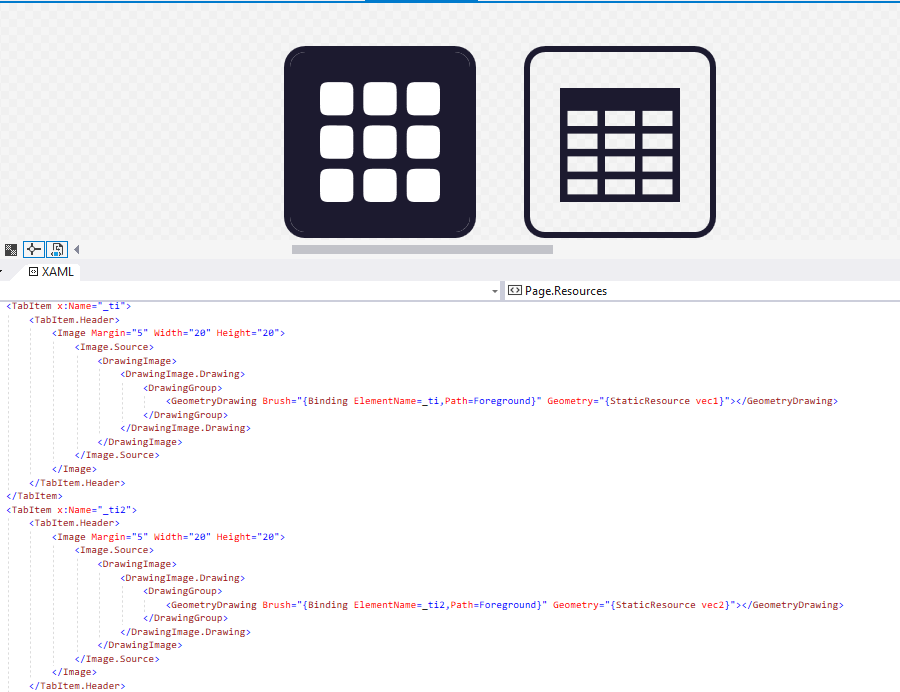 XAML
Page.Resources
<TabItem x:Name="_ti">
<TabItem.Header>
<Image Margin="5" Width="20" Height="20">
<Image.Source>
<DrawingImage>
<DrawingImage.Drawing>
<DrawingGroup>
<GeometryDrawing Brush="{Binding ElementName=_ti,Path=Foreground}" Geometry="{StaticResource vec1}"></GeometryDrawing>
</DrawingGroup>
</DrawingImage.Drawing>
</DrawingImage>
</Image.Source>
</Image>
</TabItem.Header>
</TabItem>
<TabItem x:Name="_ti2">
<TabItem.Header>
<Image Margin="5" Width="20" Height="20">
<Image.Source>
<DrawingImage>
<DrawingImage.Drawing>
<DrawingGroup>
<GeometryDrawing Brush="{Binding ElementName=_ti2,Path=Foreground}" Geometry="{StaticResource vec2}"></GeometryDrawing>
</DrawingGroup>
</DrawingImage.Drawing>
</DrawingImage>
</Image.Source>
</Image>
</TabItem.Header>